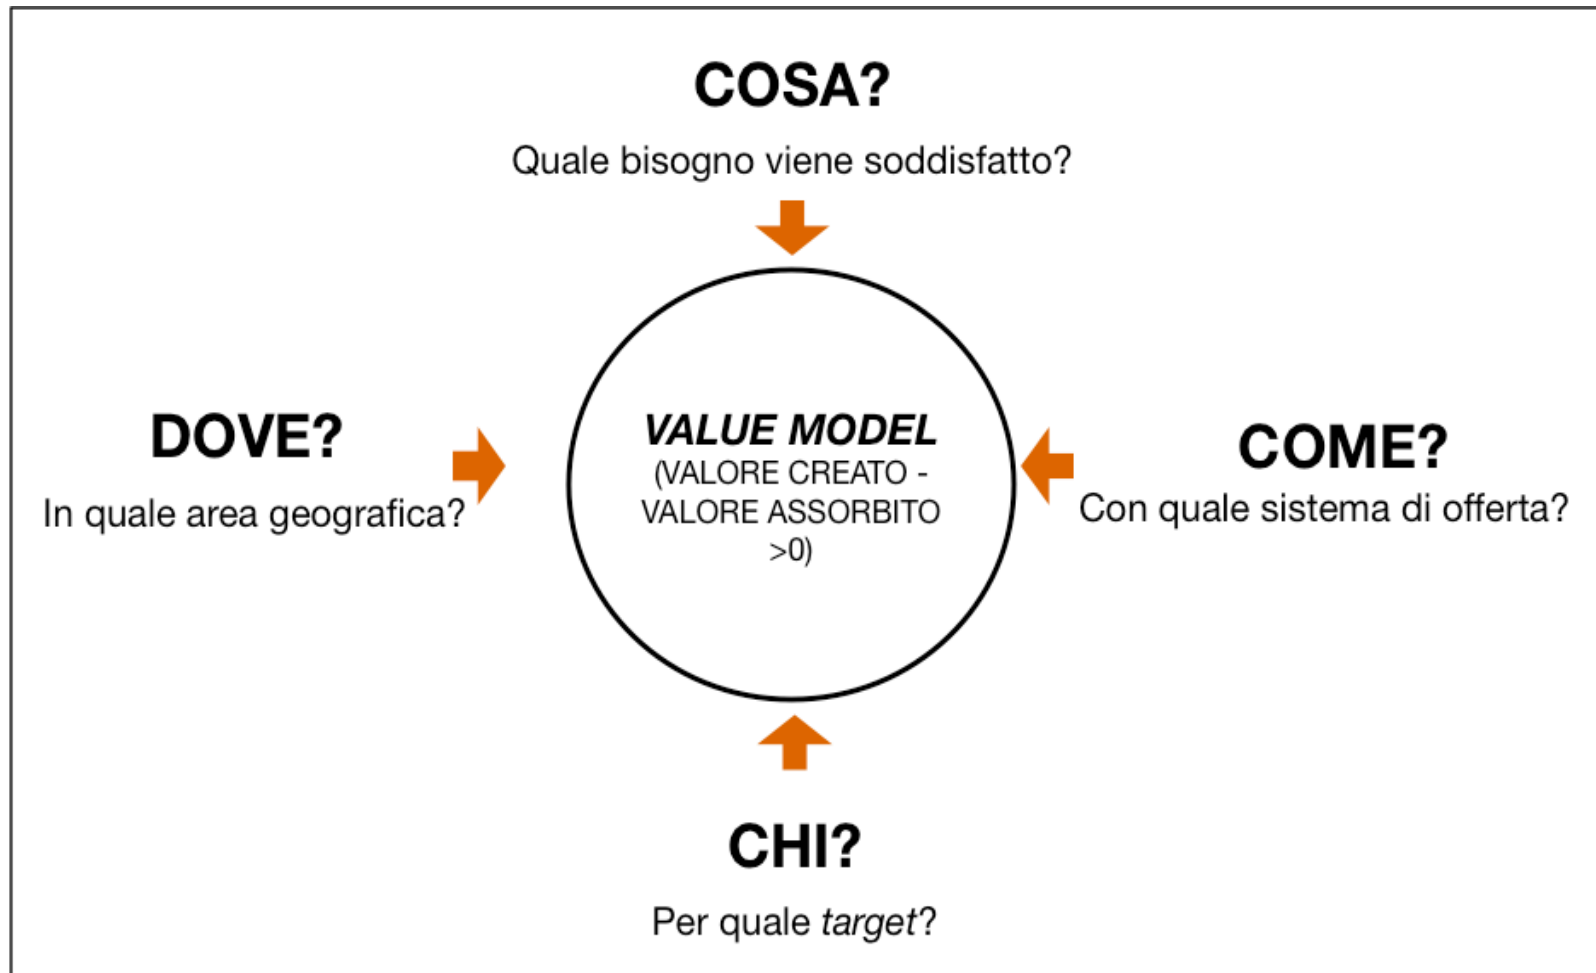 COSA?
Quale bisogno viene soddisfatto?
DOVE?
In quale area geografica?
VALUE MODEL
(VALORE CREATO -
VALORE ASSORBITO
>0)
COME?
Con quale sistema di offerta?
CHI?
Per quale target?